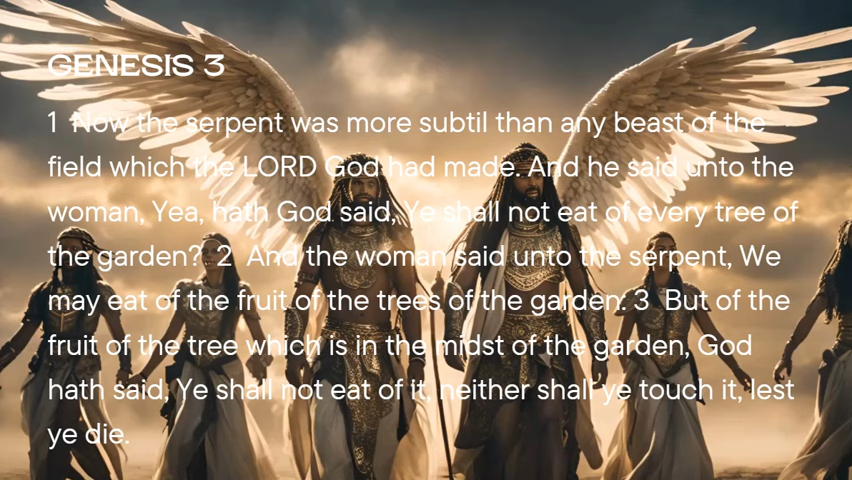 GENESIS 3
1 Now the serpent was more subtil than any beast of the
field which the LORD God had made. And he said unto the
woman, Yea, hath God said, Ye shall not eat of every tree of
the garden? 2 And the woman said unto the serpent, We
may eat of the fruit of the trees of the garden: 3 But of the
fruit of the tree which is in the midst of the garden, God
hath said, Ye shall not eat of it, neither shall ye touch it, lest
ye die.